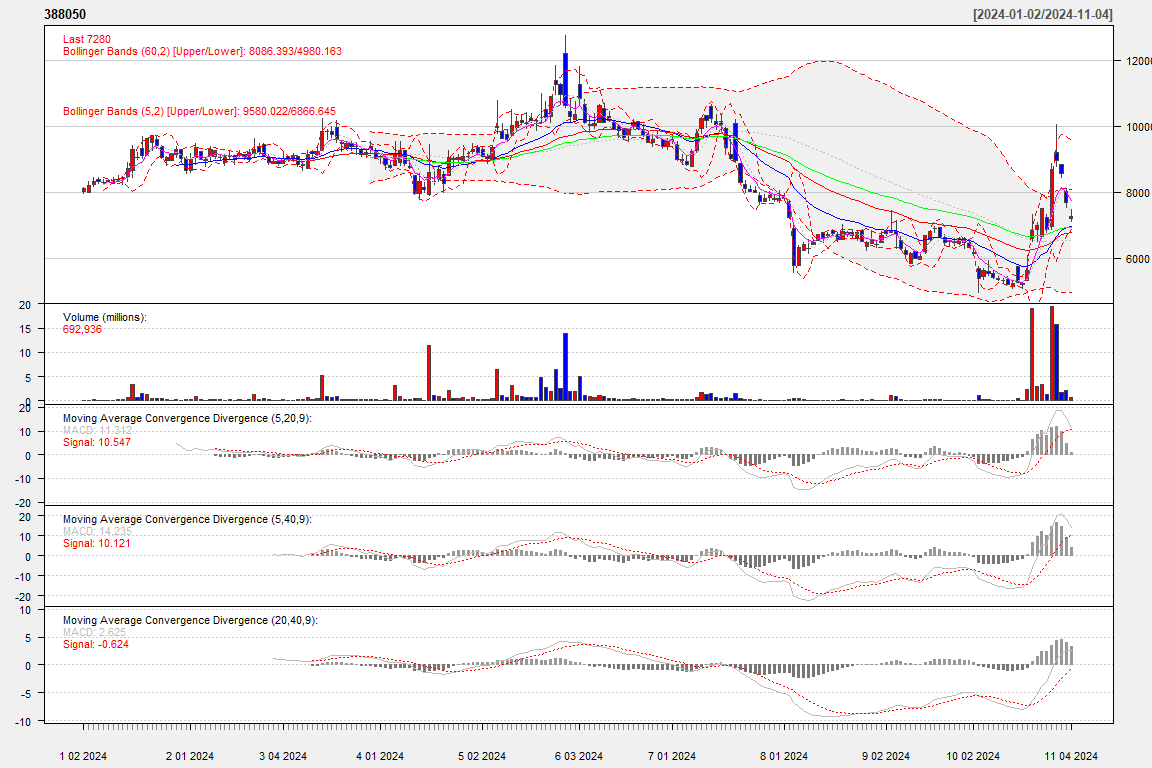 388050 [2024-01-02/2024-11-04]
Last 7280
Bollinger Bands (60,2) [Upper/Lower]: 8086.393/4980.163
Bollinger Bands (5,2) [Upper/Lower]: 9580.022/6866.645
12000
10000
8000
6000
Volume (millions):
692,936
20
15
10
5
0
Moving Average Convergence Divergence (5,20,9):
MACD: 11.312
Signal: 10.547
20
10
0
-10
-20
Moving Average Convergence Divergence (5,40,9):
MACD: 14.235
Signal: 10.121
20
10
0
-10
-20
Moving Average Convergence Divergence (20,40,9):
MACD: 2.625
Signal: -0.624
10
5
0
-5
-10
1 02 2024 2 01 2024 3 04 2024 4 01 2024 5 02 2024 6 03 2024 7 01 2024 8 01 2024 9 02 2024 10 02 2024 11 04 2024